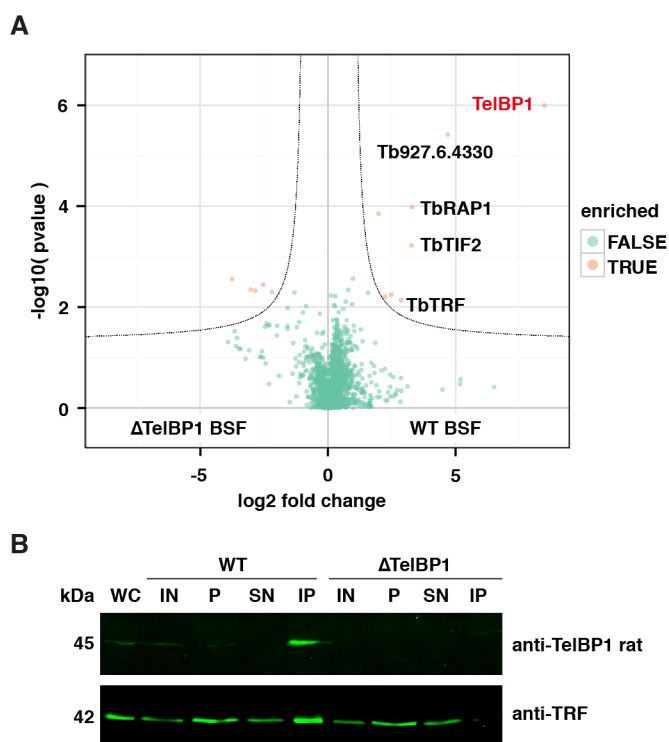 A
TelBP1
Tb927.6.4330
TbRAP1
TbTIF2
TbTRF
enriched
FALSE
TRUE
6
4
2
0
-log10( pvalue )
ΔTelBP1 BSF
WT BSF
-5
0
5
log2 fold change
B
WT
ΔTelBP1
kDa WC IN P SN IP IN P SN IP
45 anti-TelBP1 rat
42 anti-TRF